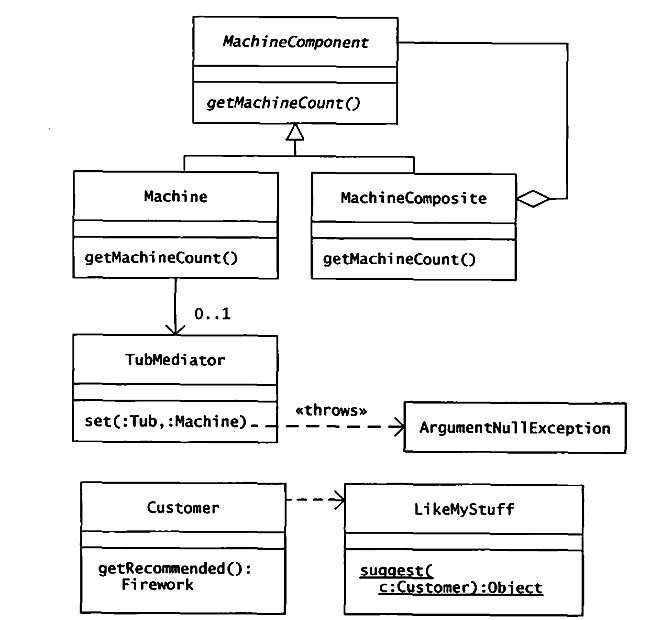 MachineComponent
getMachineCount()
Machine
getMachineCount()
MachineComposite
getMachineCount()
0..1
TubMediator
set(:Tub,:Machine)
«throws»
ArgumentNullException
Customer
getRecommended():
Firework
LikeMyStuff
suggest(
c:Customer):Object